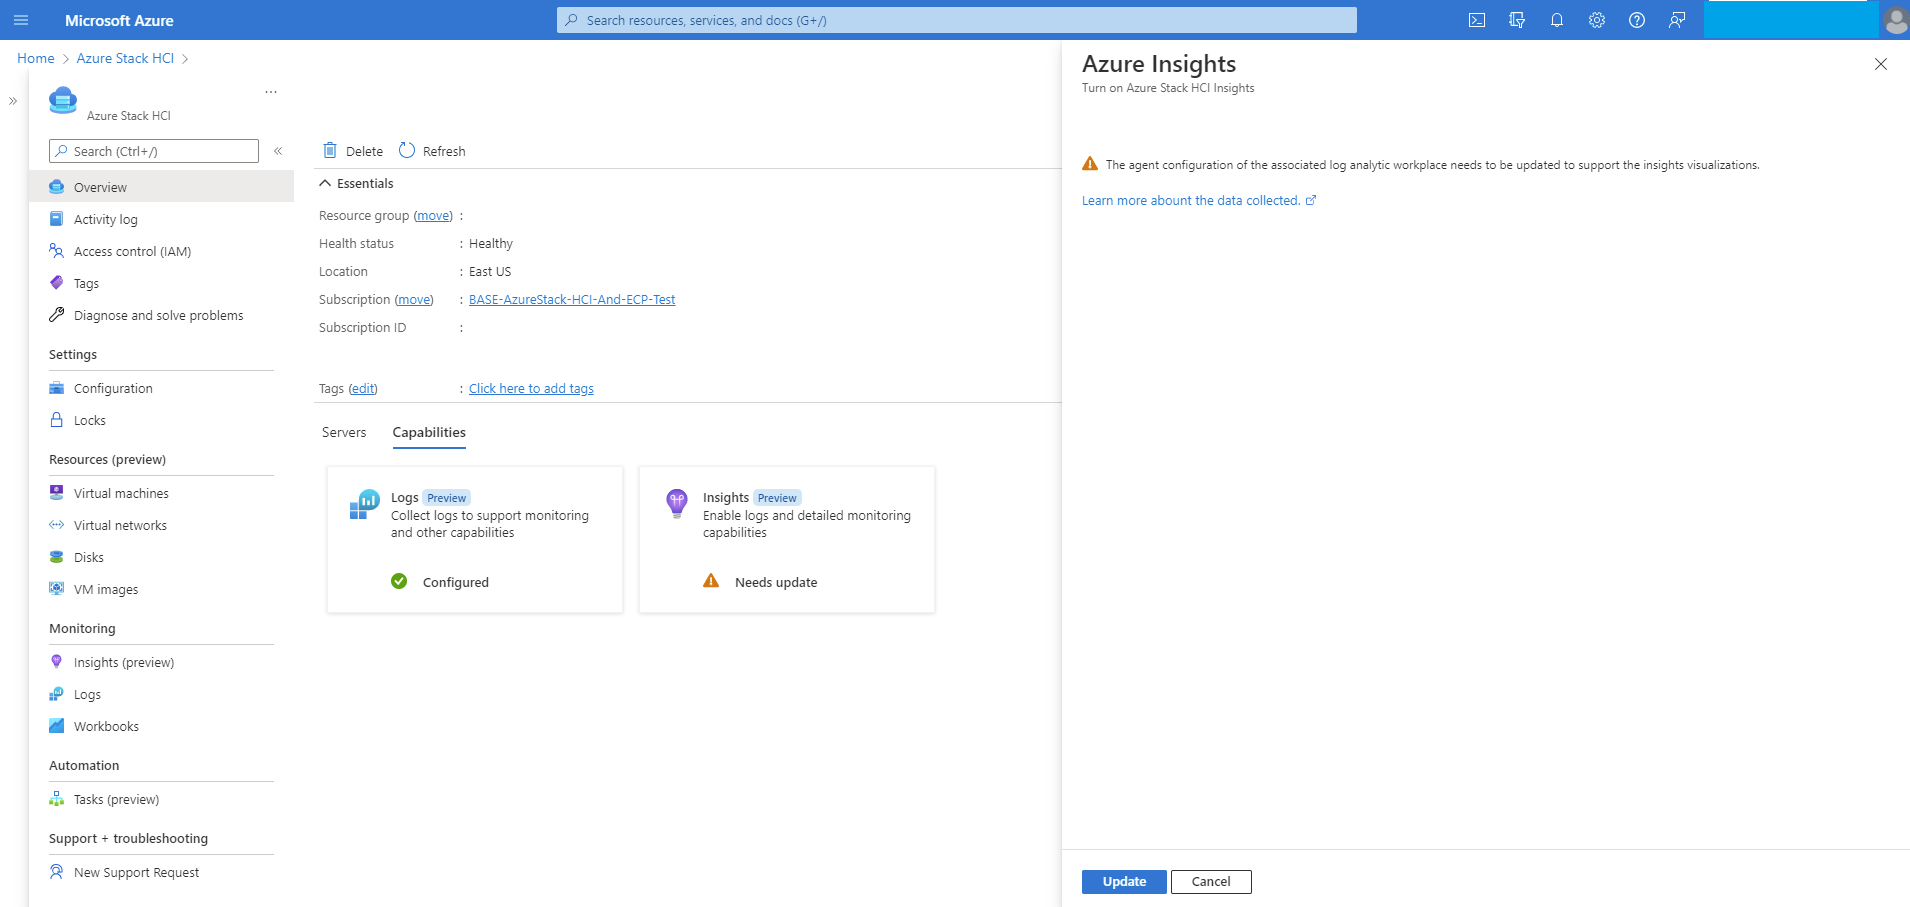 Microsoft Azure
Search resources, services, and docs (G+/)
Home > Azure Stack HCI >
Azure Stack HCI
Search (Ctrl+/)
Overview
Activity log
Access control (IAM)
Tags
Diagnose and solve problems
Settings
Configuration
Locks
Resources (preview)
Virtual machines
Virtual networks
Disks
VM images
Monitoring
Insights (preview)
Logs
Workbooks
Automation
Tasks (preview)
Support + troubleshooting
New Support Request
Delete Refresh
Essentials
Resource group (move) :
Health status : Healthy
Location : East US
Subscription (move) : BASE-AzureStack-HCI-And-ECP-Test
Subscription ID :
Tags (edit) : Click here to add tags
Servers Capabilities
Logs Preview
Collect logs to support monitoring
and other capabilities
Configured
Insights Preview
Enable logs and detailed monitoring
capabilities
Needs update
Azure Insights
Turn on Azure Stack HCI Insights
The agent configuration of the associated log analytic workplace needs to be updated to support the insights visualizations.
Learn more abount the data collected.
Update Cancel